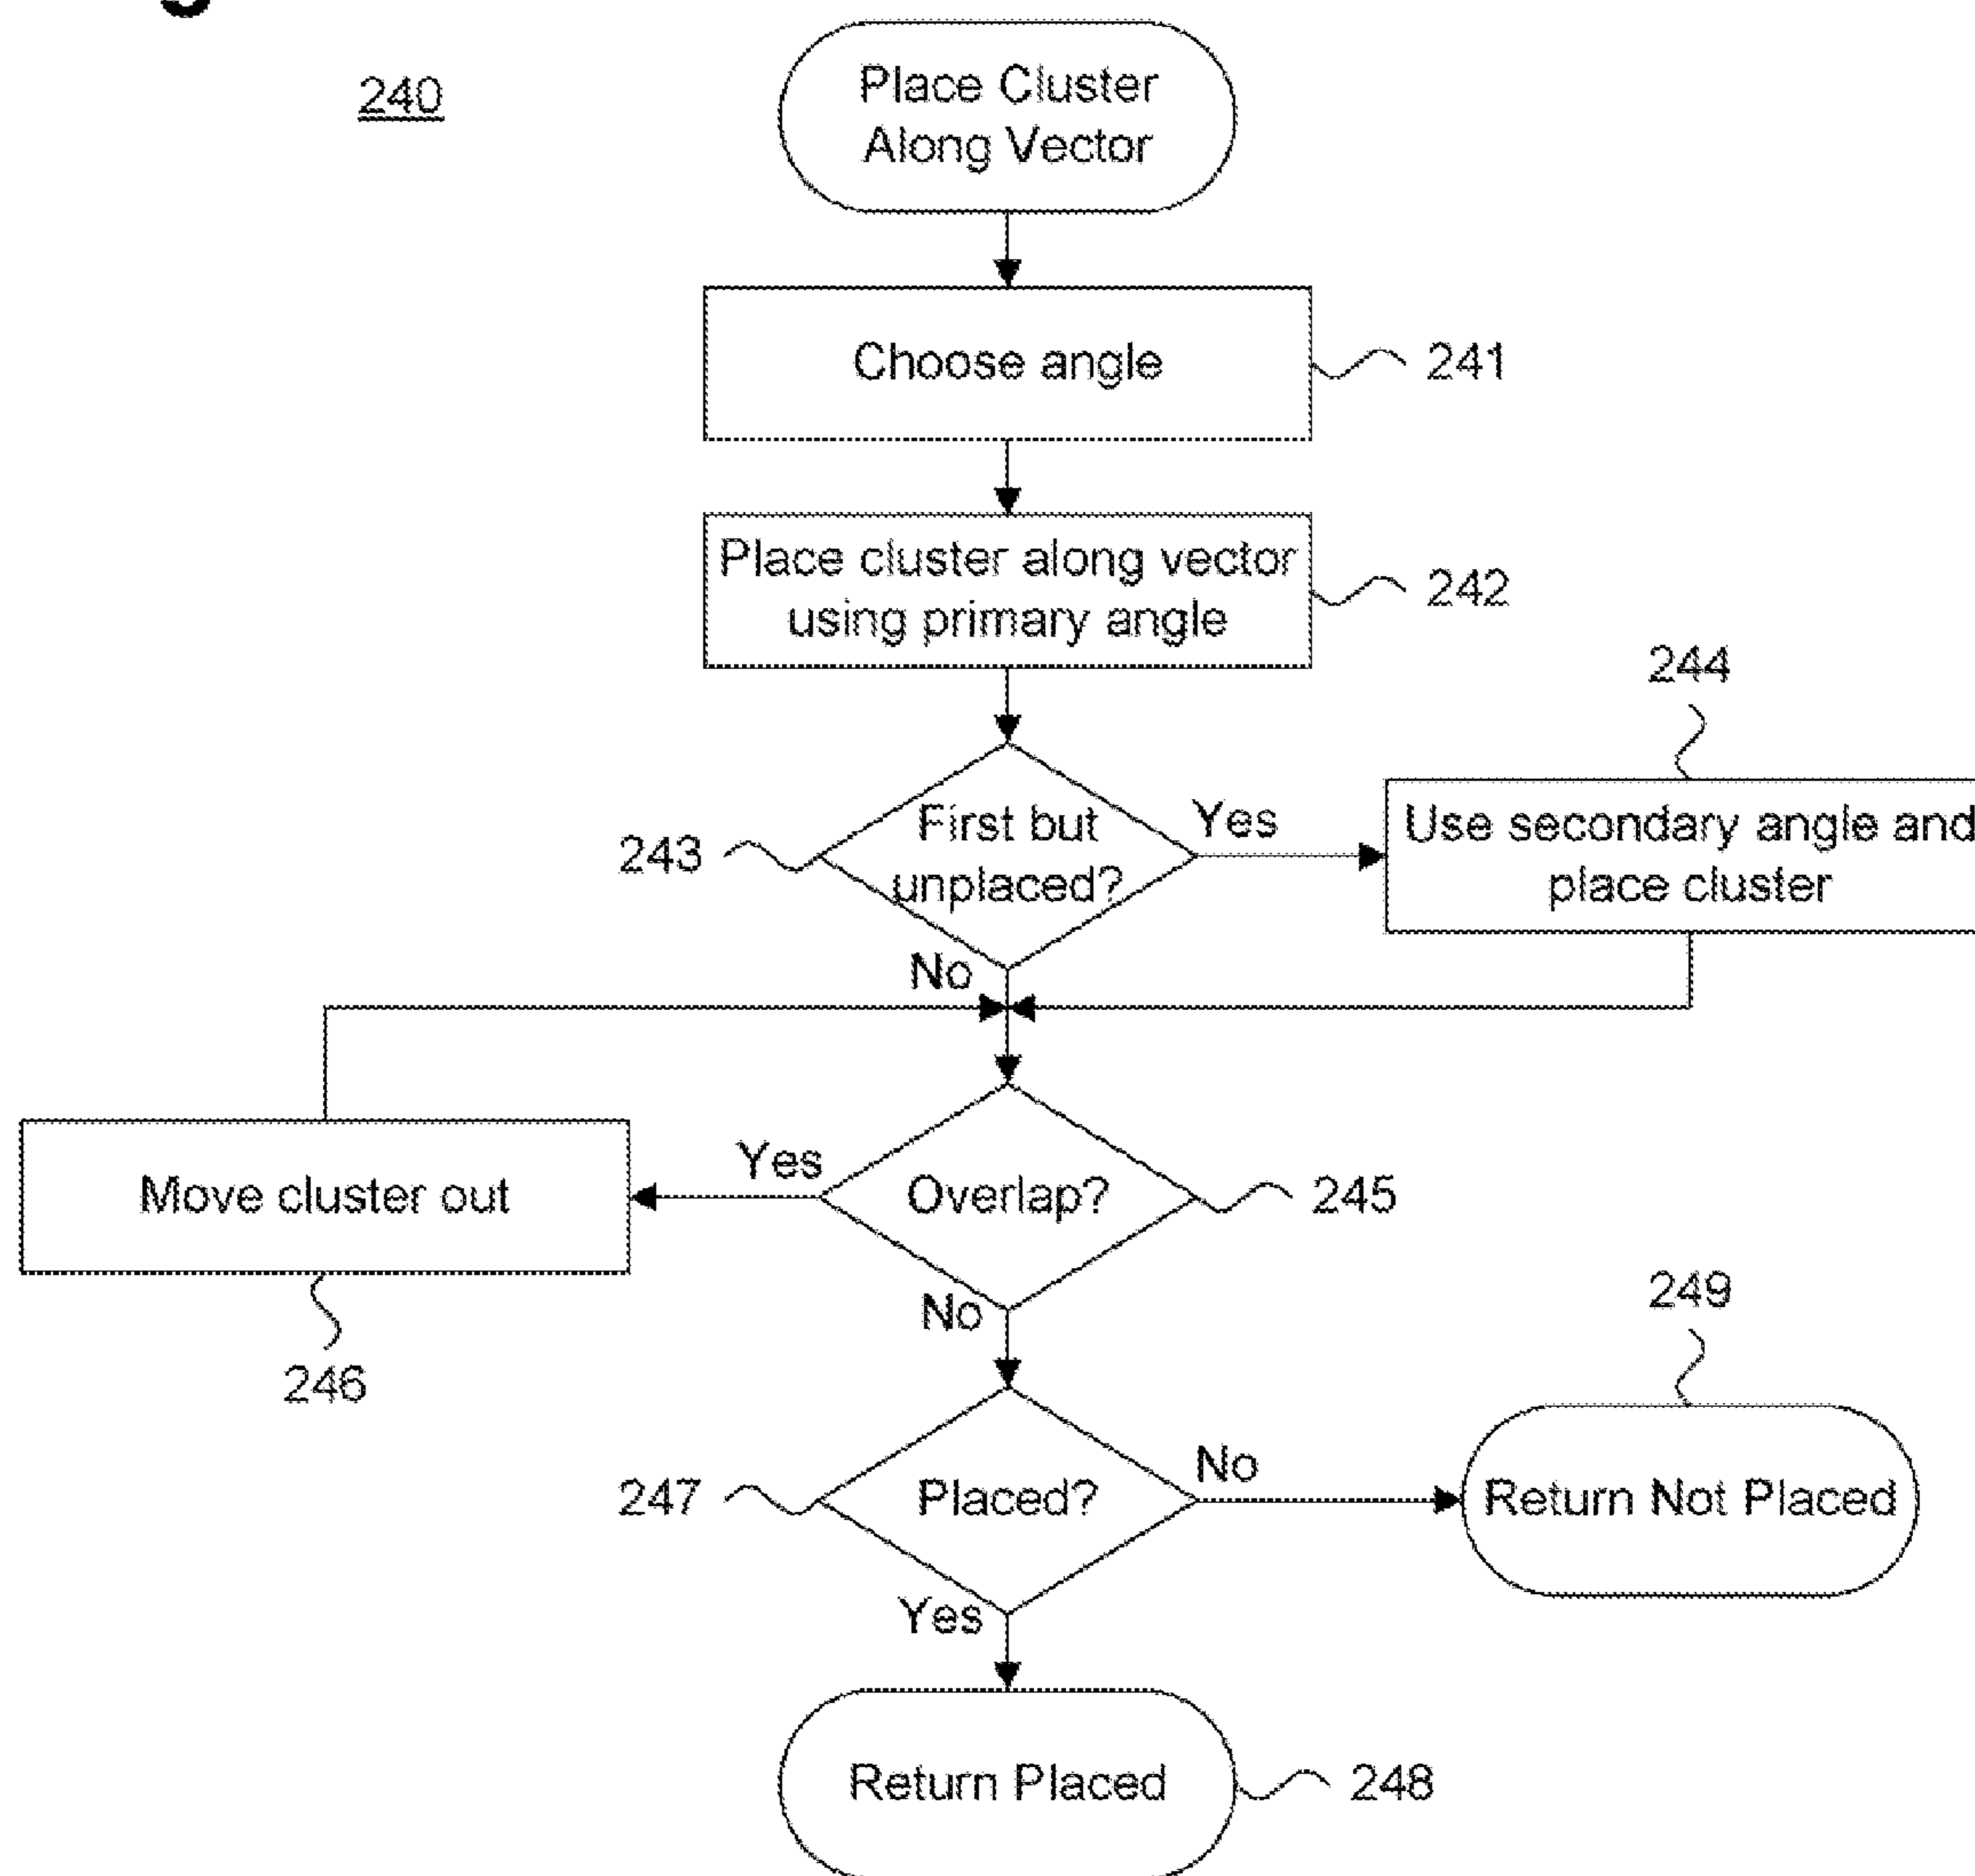 240
Place Cluster
Along Vector
Choose angle
241
Place cluster along vector
using primary angle
242
244
243
First but
unplaced?
Yes
Use secondary angle and
place cluster
No
Move cluster out
Yes
Overlap?
245
246
No
249
247
Placed?
No
Return Not Placed
Yes
Return Placed
248